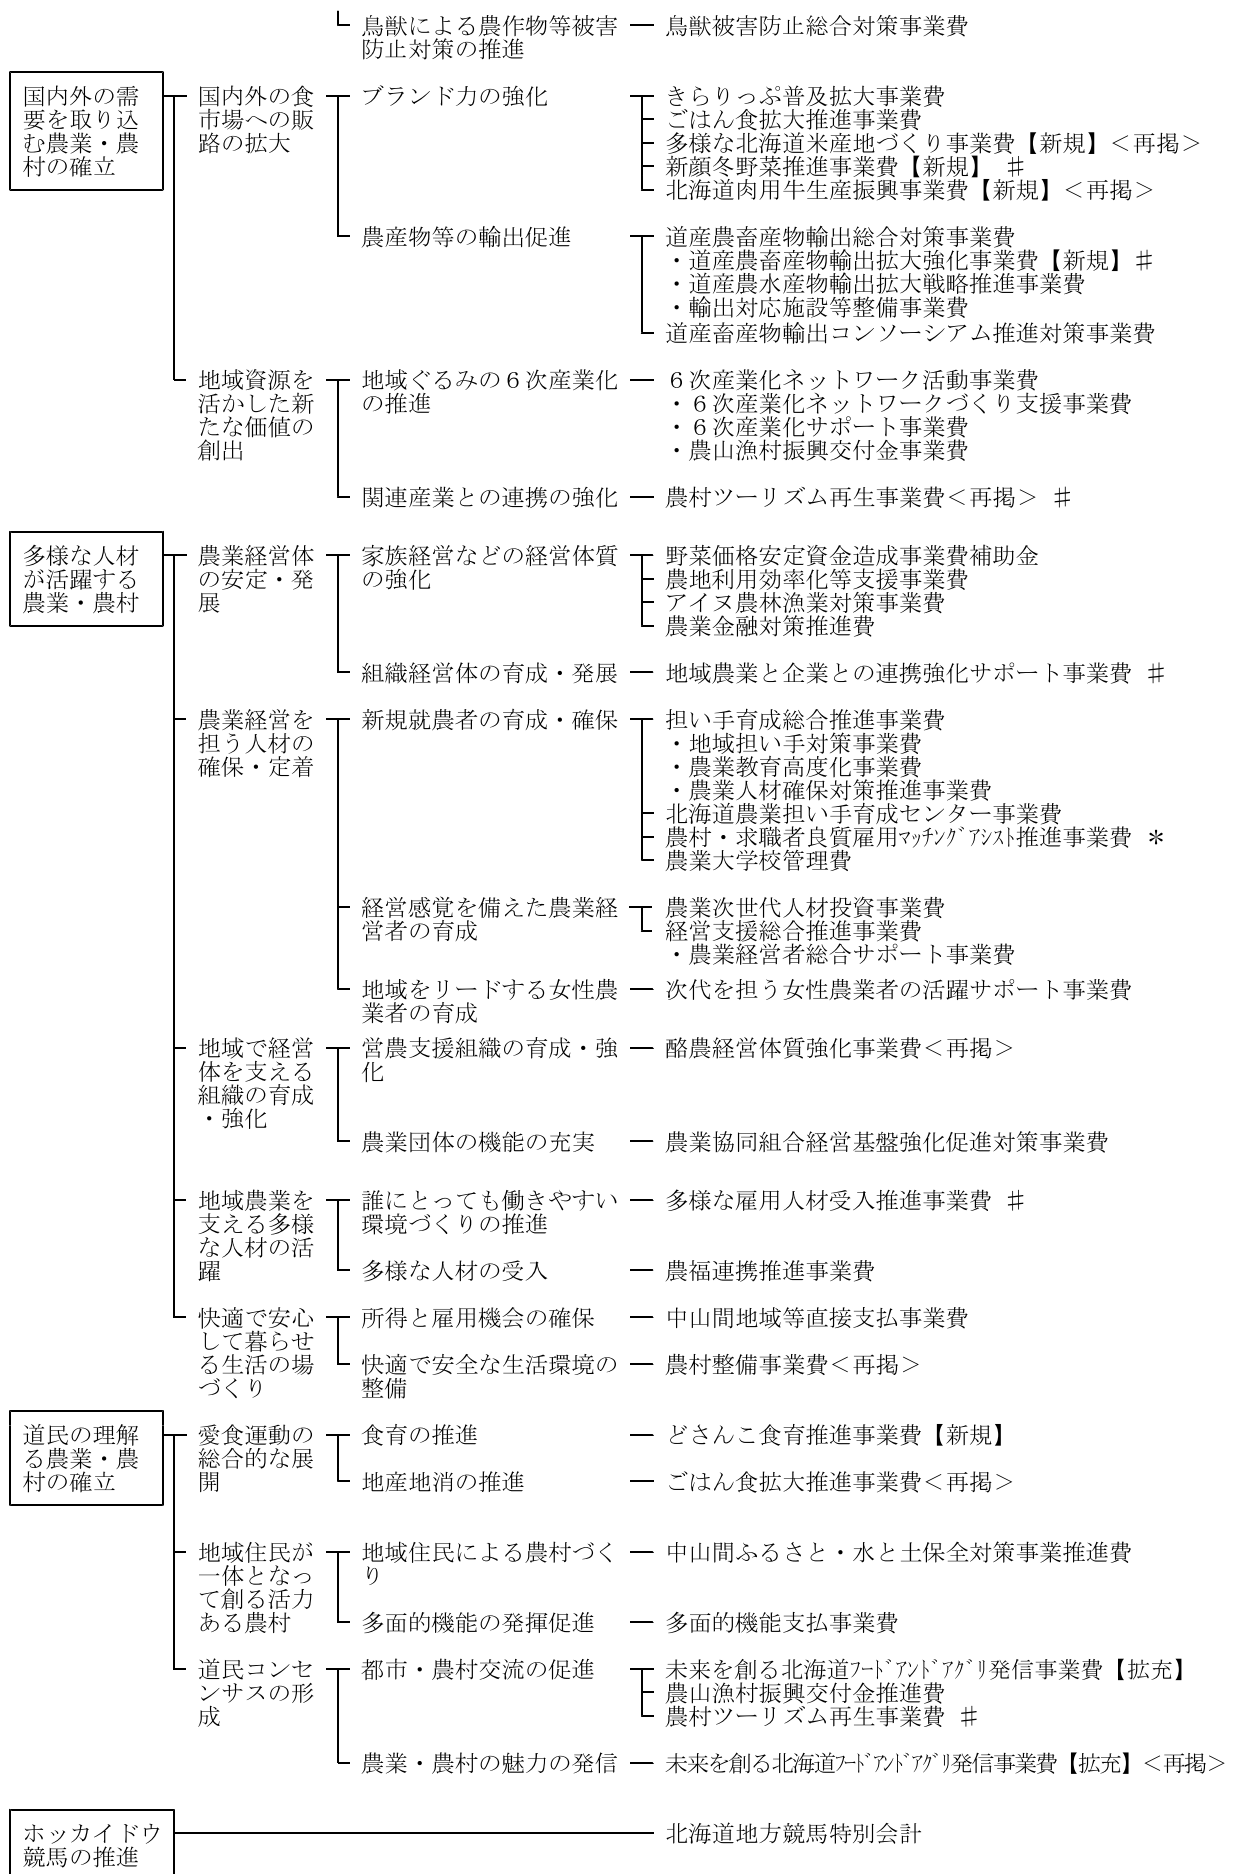 鳥獣による農作物等被害 鳥獣被害防止総合対策事業費
防止対策の推進
国内外の需 国内外の食 ブランド力の強化 きらりっぷ普及拡大事業費
要を取り込 市場への販 ごはん食拡大推進事業費
む農業・農 路の拡大 多様な北海道米産地づくり事業費【新規】＜再掲＞
村の確立 新顔冬野菜推進事業費【新規】 ＃
北海道肉用牛生産振興事業費【新規】＜再掲＞
農産物等の輸出促進 道産農畜産物輸出総合対策事業費
・道産農畜産物輸出拡大強化事業費【新規】＃
・道産農水産物輸出拡大戦略推進事業費
・輸出対応施設等整備事業費
道産畜産物輸出コンソーシアム推進対策事業費
地域資源を 地域ぐるみの６次産業化 ６次産業化ネットワーク活動事業費
活かした新 の推進 ・６次産業化ネットワークづくり支援事業費
たな価値の ・６次産業化サポート事業費
創出 ・農山漁村振興交付金事業費
関連産業との連携の強化 農村ツーリズム再生事業費＜再掲＞ ＃
多様な人材 農業経営体 家族経営などの経営体質 野菜価格安定資金造成事業費補助金
が活躍する の安定・発 の強化 農地利用効率化等支援事業費
農業・農村 展 アイヌ農林漁業対策事業費
農業金融対策推進費
組織経営体の育成・発展 地域農業と企業との連携強化サポート事業費 ＃
農業経営を 新規就農者の育成・確保 担い手育成総合推進事業費
担う人材の ・地域担い手対策事業費
確保・定着 ・農業教育高度化事業費
・農業人材確保対策推進事業費
北海道農業担い手育成センター事業費
農村・求職者良質雇用ﾏｯﾁﾝｸﾞｱｼｽﾄ推進事業費 ＊
農業大学校管理費
経営感覚を備えた農業経 農業次世代人材投資事業費
営者の育成 経営支援総合推進事業費
・農業経営者総合サポート事業費
地域をリードする女性農 次代を担う女性農業者の活躍サポート事業費
業者の育成
地域で経営 営農支援組織の育成・強 酪農経営体質強化事業費＜再掲＞
体を支える 化
組織の育成
・強化
農業団体の機能の充実 農業協同組合経営基盤強化促進対策事業費
地域農業を 誰にとっても働きやすい 多様な雇用人材受入推進事業費 ＃
支える多様 環境づくりの推進
な人材の活
躍 多様な人材の受入 農福連携推進事業費
快適で安心 所得と雇用機会の確保 中山間地域等直接支払事業費
して暮らせ
る生活の場 快適で安全な生活環境の 農村整備事業費＜再掲＞
づくり 整備
道民の理解 愛食運動の 食育の推進 どさんこ食育推進事業費【新規】
る農業・農 総合的な展
村の確立 開 地産地消の推進 ごはん食拡大推進事業費＜再掲＞
地域住民が 地域住民による農村づく 中山間ふるさと・水と土保全対策事業推進費
一体となっ り
て創る活力
ある農村 多面的機能の発揮促進 多面的機能支払事業費
道民コンセ 都市・農村交流の促進 未来を創る北海道ﾌｰﾄﾞｱﾝﾄﾞｱｸﾞﾘ発信事業費【拡充】
ンサスの形 農山漁村振興交付金推進費
成 農村ツーリズム再生事業費 ＃
農業・農村の魅力の発信 未来を創る北海道ﾌｰﾄﾞｱﾝﾄﾞｱｸﾞﾘ発信事業費【拡充】＜再掲＞
ホッカイドウ 北海道地方競馬特別会計
競馬の推進